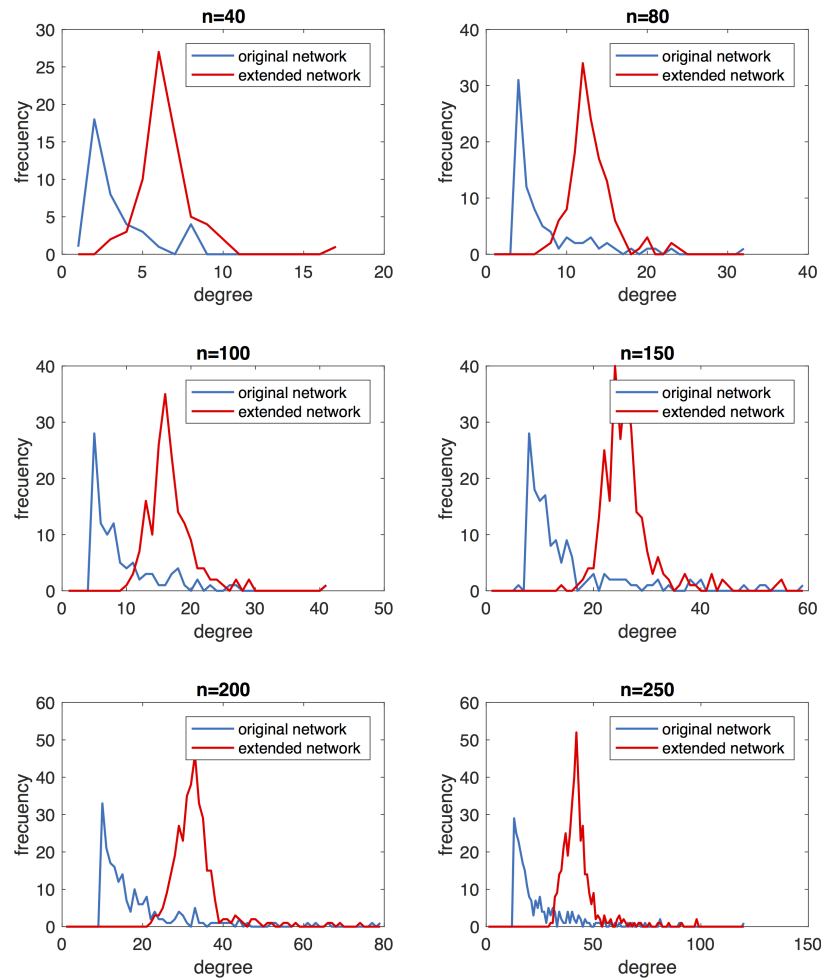 n=40
30
25
20
15
10
5
0
frecuency
original network
extended network
0 5 10 15 20
degree
n=80
40
30
20
10
0
frecuency
original network
extended network
0 10 20 30 40
degree
n=100
40
30
20
10
0
frecuency
original network
extended network
0 10 20 30 40 50
degree
n=150
40
30
20
10
0
frecuency
original network
extended network
0 20 40 60
degree
n=200
60
50
40
30
20
10
0
frecuency
original network
extended network
0 20 40 60 80
degree
n=250
60
50
40
30
20
10
0
frecuency
original network
extended network
0 50 100 150
degree